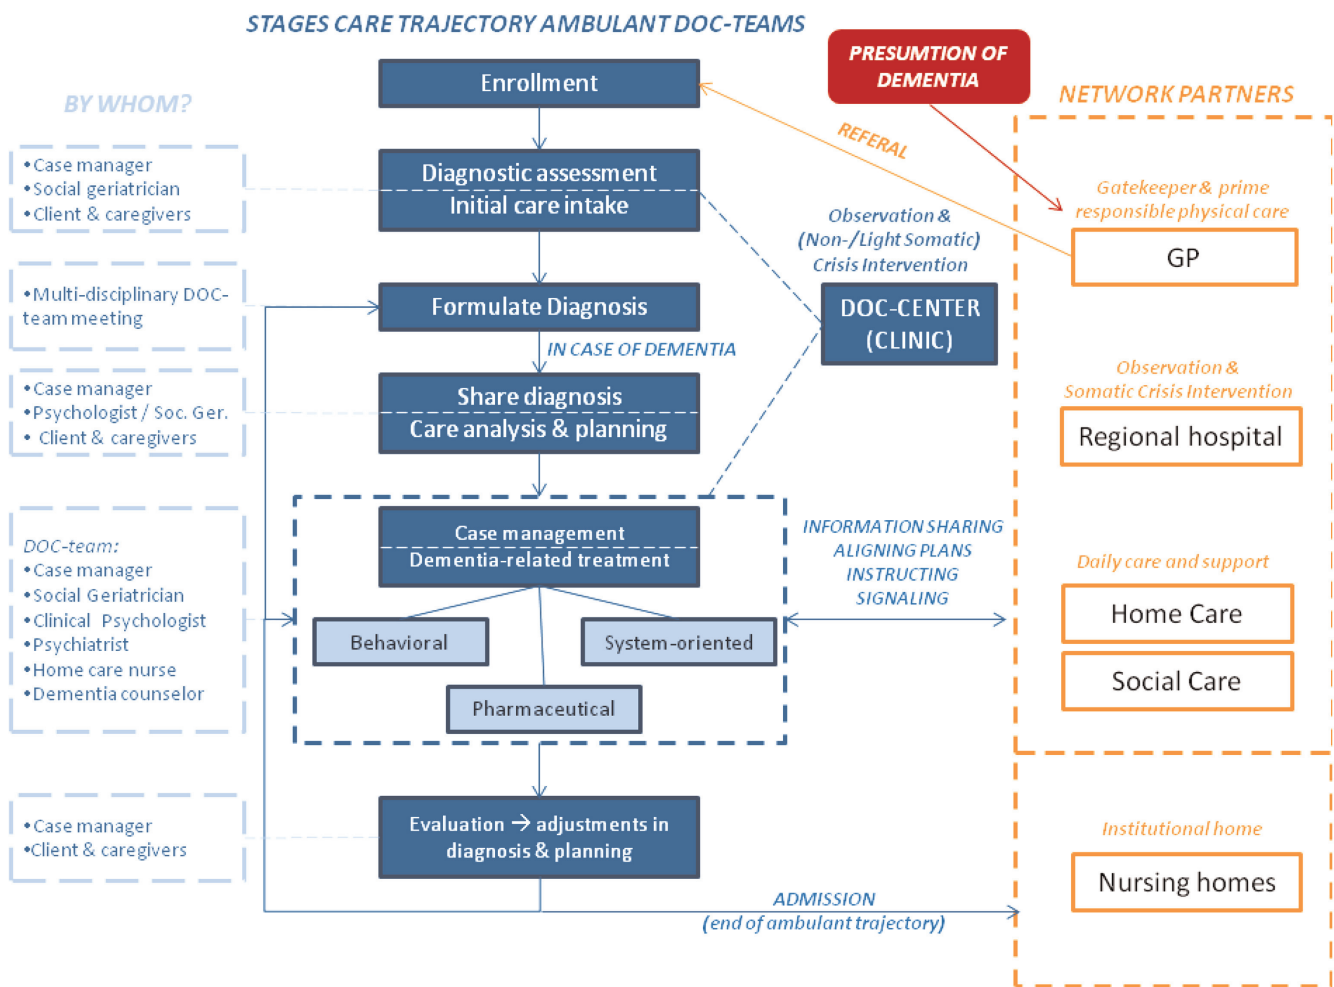 STAGES CARE TRAJECTORY AMBULANT DOC-TEAMS
BY WHOM?
• Case manager
• Social geriatrician
• Client & caregivers
• Multi-disciplinary DOC-
team meeting
• Case manager
• Psychologist / Soc. Ger.
• Client & caregivers
DOC-team:
• Case manager
• Social Geriatrician
• Clinical Psychologist
• Psychiatrist
• Home care nurse
• Dementia counselor
• Case manager
• Client & caregivers
Enrollment
Diagnostic assessment
Initial care intake
Formulate Diagnosis
IN CASE OF DEMENTIA
Share diagnosis
Care analysis & planning
Case management
Dementia-related treatment
Behavioral
System-oriented
Pharmaceutical
Evaluation → adjustments in
diagnosis & planning
ADMISSION
(end of ambulant trajectory)
Observation &
(Non-/Light Somatic)
Crisis Intervention
DOC-CENTER
(CLINIC)
INFORMATION SHARING
ALIGNING PLANS
INSTRUCTING
SIGNALING
REFERAL
PRESUMTION OF
DEMENTIA
NETWORK PARTNERS
Gatekeeper & prime
responsible physical care
GP
Observation &
Somatic Crisis Intervention
Regional hospital
Daily care and support
Home Care
Social Care
Institutional home
Nursing homes